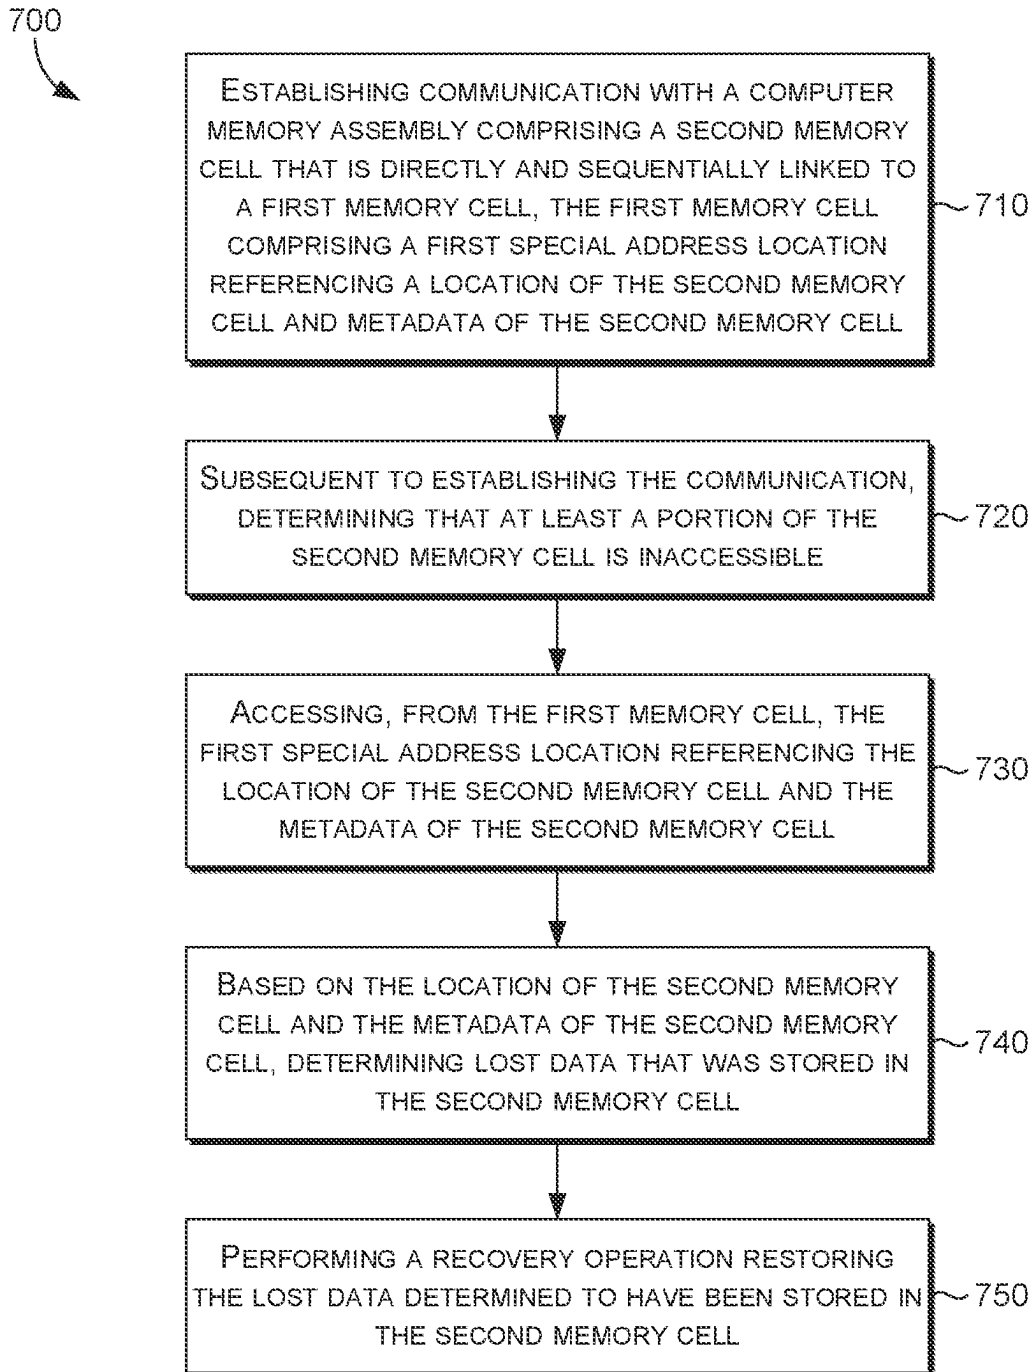 700
ESTABLISHING COMMUNICATION WITH A COMPUTER
MEMORY ASSEMBLY COMPRISING A SECOND MEMORY
CELL THAT IS DIRECTLY AND SEQUENTIALLY LINKED TO
A FIRST MEMORY CELL, THE FIRST MEMORY CELL
COMPRISING A FIRST SPECIAL ADDRESS LOCATION
REFERENCING A LOCATION OF THE SECOND MEMORY
CELL AND METADATA OF THE SECOND MEMORY CELL
710
SUBSEQUENT TO ESTABLISHING THE COMMUNICATION,
DETERMINING THAT AT LEAST A PORTION OF THE
SECOND MEMORY CELL IS INACCESSIBLE
720
ACCESSING, FROM THE FIRST MEMORY CELL, THE
FIRST SPECIAL ADDRESS LOCATION REFERENCING THE
LOCATION OF THE SECOND MEMORY CELL AND THE
METADATA OF THE SECOND MEMORY CELL
730
BASED ON THE LOCATION OF THE SECOND MEMORY
CELL AND THE METADATA OF THE SECOND MEMORY
CELL, DETERMINING LOST DATA THAT WAS STORED IN
THE SECOND MEMORY CELL
740
PERFORMING A RECOVERY OPERATION RESTORING
THE LOST DATA DETERMINED TO HAVE BEEN STORED IN
THE SECOND MEMORY CELL
750